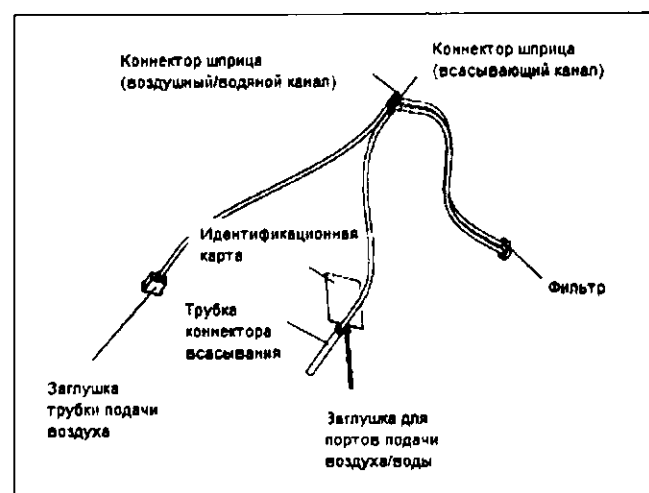 Коннектор шприца
(воздушный/водяной канал)
Коннектор шприца
(всасывающий канал)
Идентификационная
карта
Фильтр
Трубка
коннектора
всасывания
Заглушка
трубки подачи
воздуха
Заглушка для
портов подачи
воздуха/воды